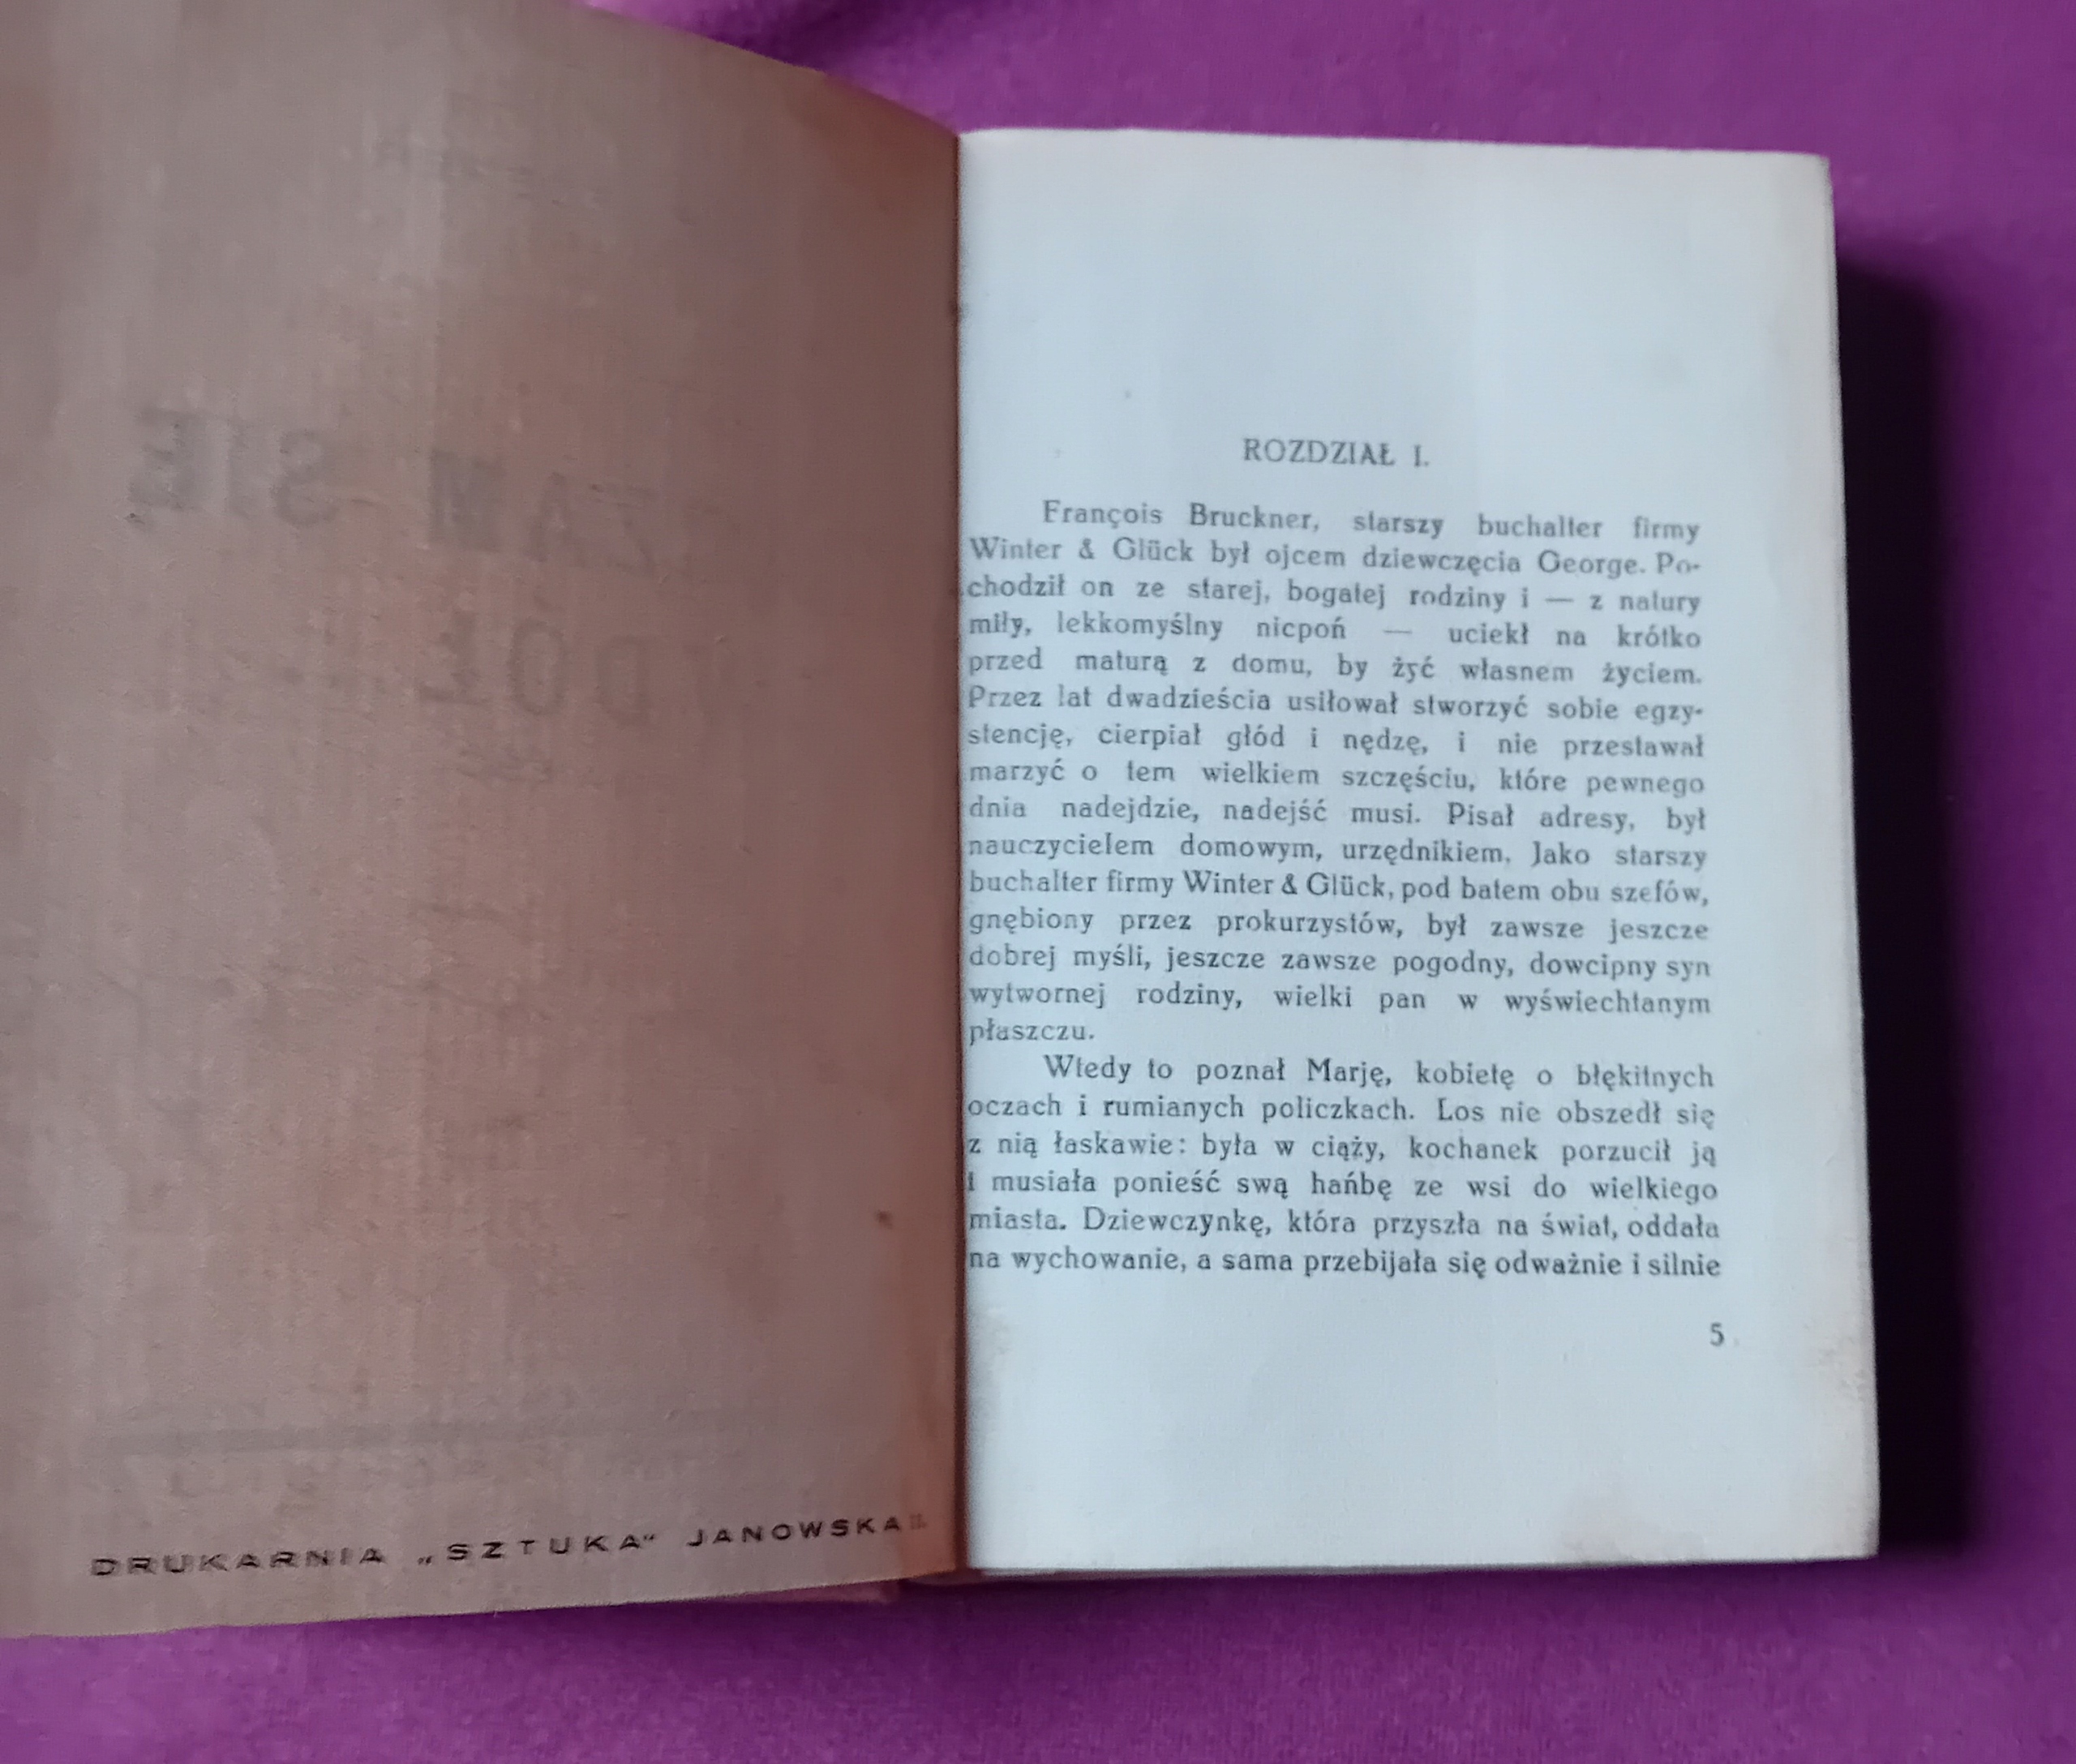 DRUKARNIA „SZTUKA“ JANOWSKA
ROZDZIAŁ I.
François Bruckner, starszy buchalter firmy
Winter & Glück był ojcem dziewczęcia George. Po-
chodził on ze starej, bogatej rodziny i — z natury
miły, lekkomyślny nicpoń — uciekł na krótko
przed maturą z domu, by żyć własnem życiem.
Przez lat dwadzieścia usiłował stworzyć sobie egzy-
stencję, cierpiał głód i nędzę, i nie przestawał
marzyć o tem wielkiem szczęściu, które pewnego
dnia nadejdzie, nadejść musi. Pisał adresy, był
nauczycielem domowym, urzędnikiem. Jako starszy
buchalter firmy Winter & Glück, pod batem obu szefów,
gnębiony przez prokurzystów, był zawsze jeszcze
dobrej myśli, jeszcze zawsze pogodny, dowcipny syn
wytwornej rodziny, wielki pan w wyświechtanym
płaszczu.
Wtedy to poznał Marję, kobietę o błękitnych
oczach i rumianych policzkach. Los nie obszedł się
z nią łaskawie: była w ciąży, kochanek porzucił ją
i musiała ponieść swą hańbę ze wsi do wielkiego
miasta. Dziewczynkę, która przyszła na świat, oddała
na wychowanie, a sama przebijała się odważnie i silnie
5